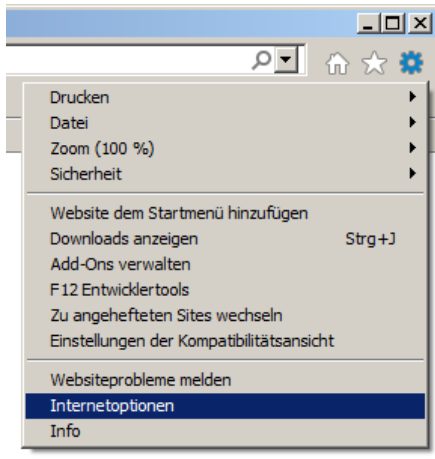 Drucken
Datei
Zoom (100 %)
Sicherheit
Website dem Startmenü hinzufügen
Downloads anzeigen Strg+J
Add-Ons verwalten
F12 Entwicklertools
Zu angehefteten Sites wechseln
Einstellungen der Kompatibilitätsansicht
Websiteprobleme melden
Internetoptionen
Info